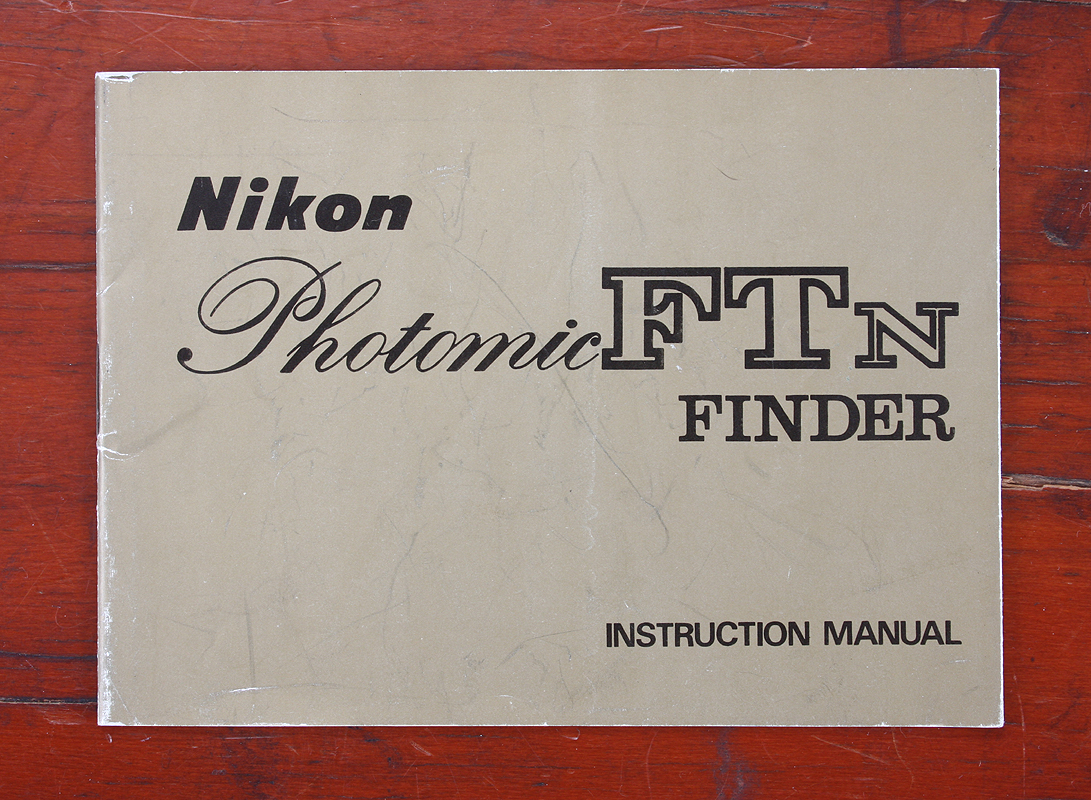 Nikon
Photomic FTN
FINDER
INSTRUCTION MANUAL